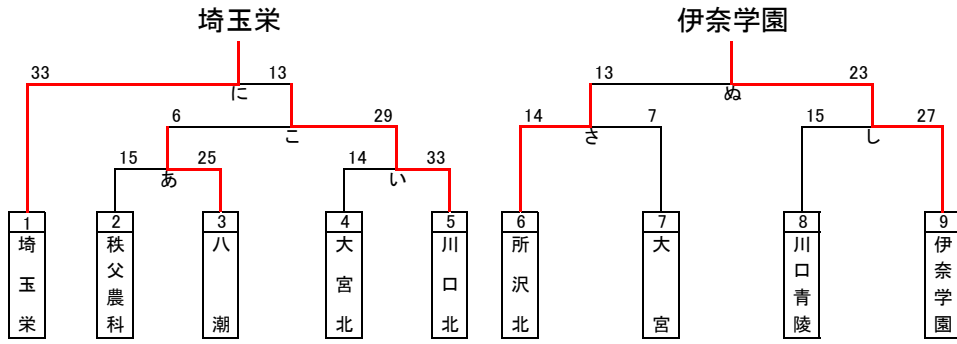 埼玉栄
伊奈学園
33
13
13
23
に
ぬ
6
29
14
7
15
27
こ
さ
し
15
25
14
33
あ
い
1
2
3
4
5
6
7
8
9
埼玉栄
秩父農科
八潮
大宮北
川口北
所沢北
大宮
川口青陵
伊奈学園